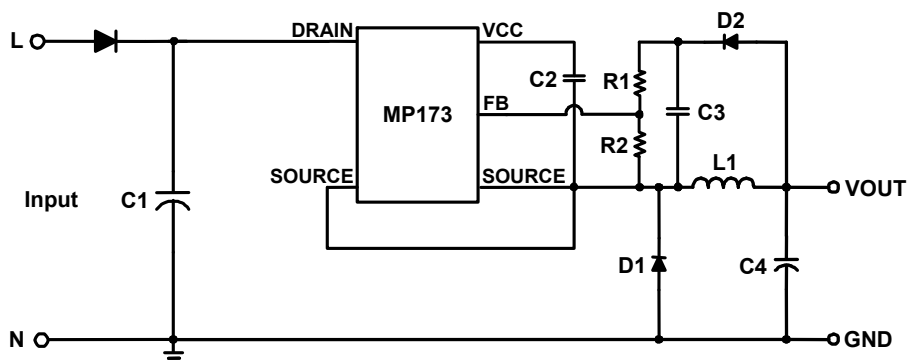 L
DRAIN
VCC
D2
C2
R1
MP173
FB
C3
R2
L1
SOURCE
SOURCE
Input
C1
VOUT
D1
C4
N
GND